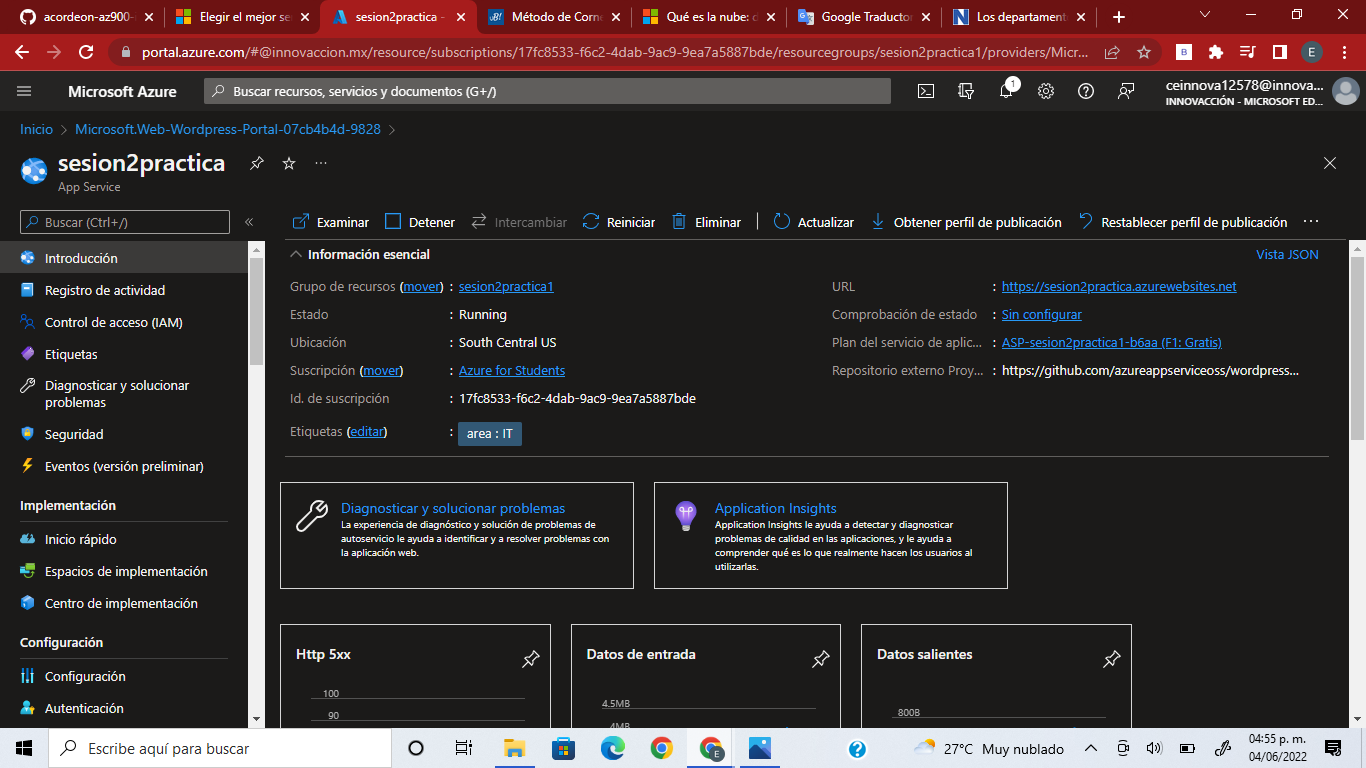 acordeon-az900-
Elegir el mejor se
sesion2practica -
Método de Corne
Qué es la nube: d
Google Traductor
Los departament
portal.azure.com/#@innovaccion.mx/resource/subscriptions/17fc8533-f6c2-4dab-9ac9-9ea7a5887bde/resourcegroups/sesion2practica1/providers/Micr...
B
E
Microsoft Azure
Buscar recursos, servicios y documentos (G+/)
1
ceinnova12578@innova...
INNOVACCIÓN - MICROSOFT ED...
Inicio > Microsoft.Web-Wordpress-Portal-07cb4b4d-9828 >
sesion2practica
App Service
Buscar (Ctrl+/)
«
Examinar
Detener
Intercambiar
Reiniciar
Eliminar
Actualizar
Obtener perfil de publicación
Restablecer perfil de publicación
Introducción
Registro de actividad
Control de acceso (IAM)
Etiquetas
Diagnosticar y solucionar
problemas
Seguridad
Eventos (versión preliminar)
Implementación
Inicio rápido
Espacios de implementación
Centro de implementación
Configuración
Configuración
Autenticación
Información esencial
Vista JSON
Grupo de recursos (mover) : sesion2practica1
Estado : Running
Ubicación : South Central US
Suscripción (mover) : Azure for Students
Id. de suscripción : 17fc8533-f6c2-4dab-9ac9-9ea7a5887bde
Etiquetas (editar) : area : IT
URL : https://sesion2practica.azurewebsites.net
Comprobación de estado : Sin configurar
Plan del servicio de aplic... : ASP-sesion2practica1-b6aa (F1: Gratis)
Repositorio externo Proy... : https://github.com/azureappserviceoss/wordpress...
Diagnosticar y solucionar problemas
La experiencia de diagnóstico y solución de problemas de
autoservicio le ayuda a identificar y a resolver problemas con
la aplicación web.
Application Insights
Application Insights le ayuda a detectar y diagnosticar
problemas de calidad en las aplicaciones, y le ayuda a
comprender qué es lo que realmente hacen los usuarios al
utilizarlas.
Http 5xx
100
90
Datos de entrada
4.5MB
4MB
Datos salientes
800B
Escribe aquí para buscar
E
27°C Muy nublado
04:55 p. m.
04/06/2022